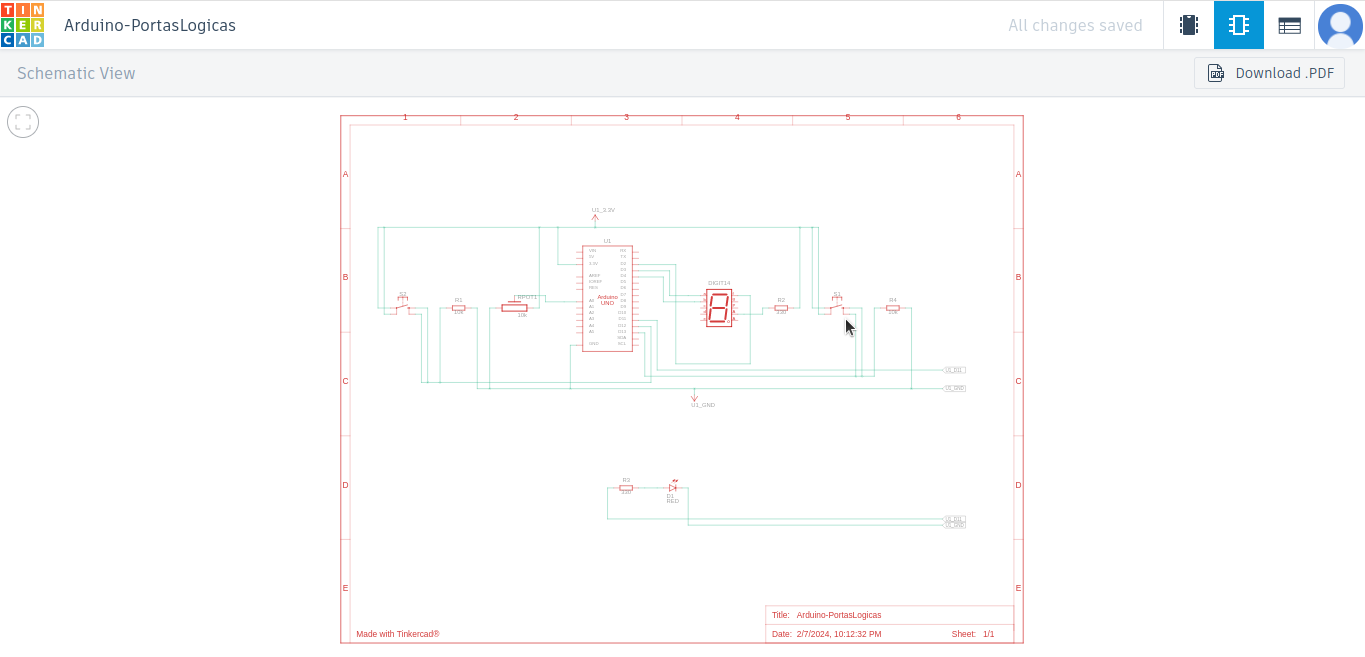 TIN
KER
CAD
Arduino-PortasLogicas
All changes saved
Schematic View
PDF
Download .PDF
1 2 3 4 5 6
A A
U1_3.3V
U1
DIGIT14
B B
Arduino
UNO
VIN
5V
3.3V
AREF
IOREF
RES
A0
A1
A2
A3
A4
A5
GND
RX
TX
D2
D3
D4
D5
D6
D7
D8
D9
D10
D11
D12
D13
SDA
SCL
R1
10k
RPOT1
10k
R2
S1
R4
C C
U1_D11
U1_GND
U1_GND
D D
R3
D1
RED
U1_D11
U1_GND
E E
Title: Arduino-PortasLogicas
Made with Tinkercad®
Date: 2/7/2024, 10:12:32 PM Sheet: 1/1